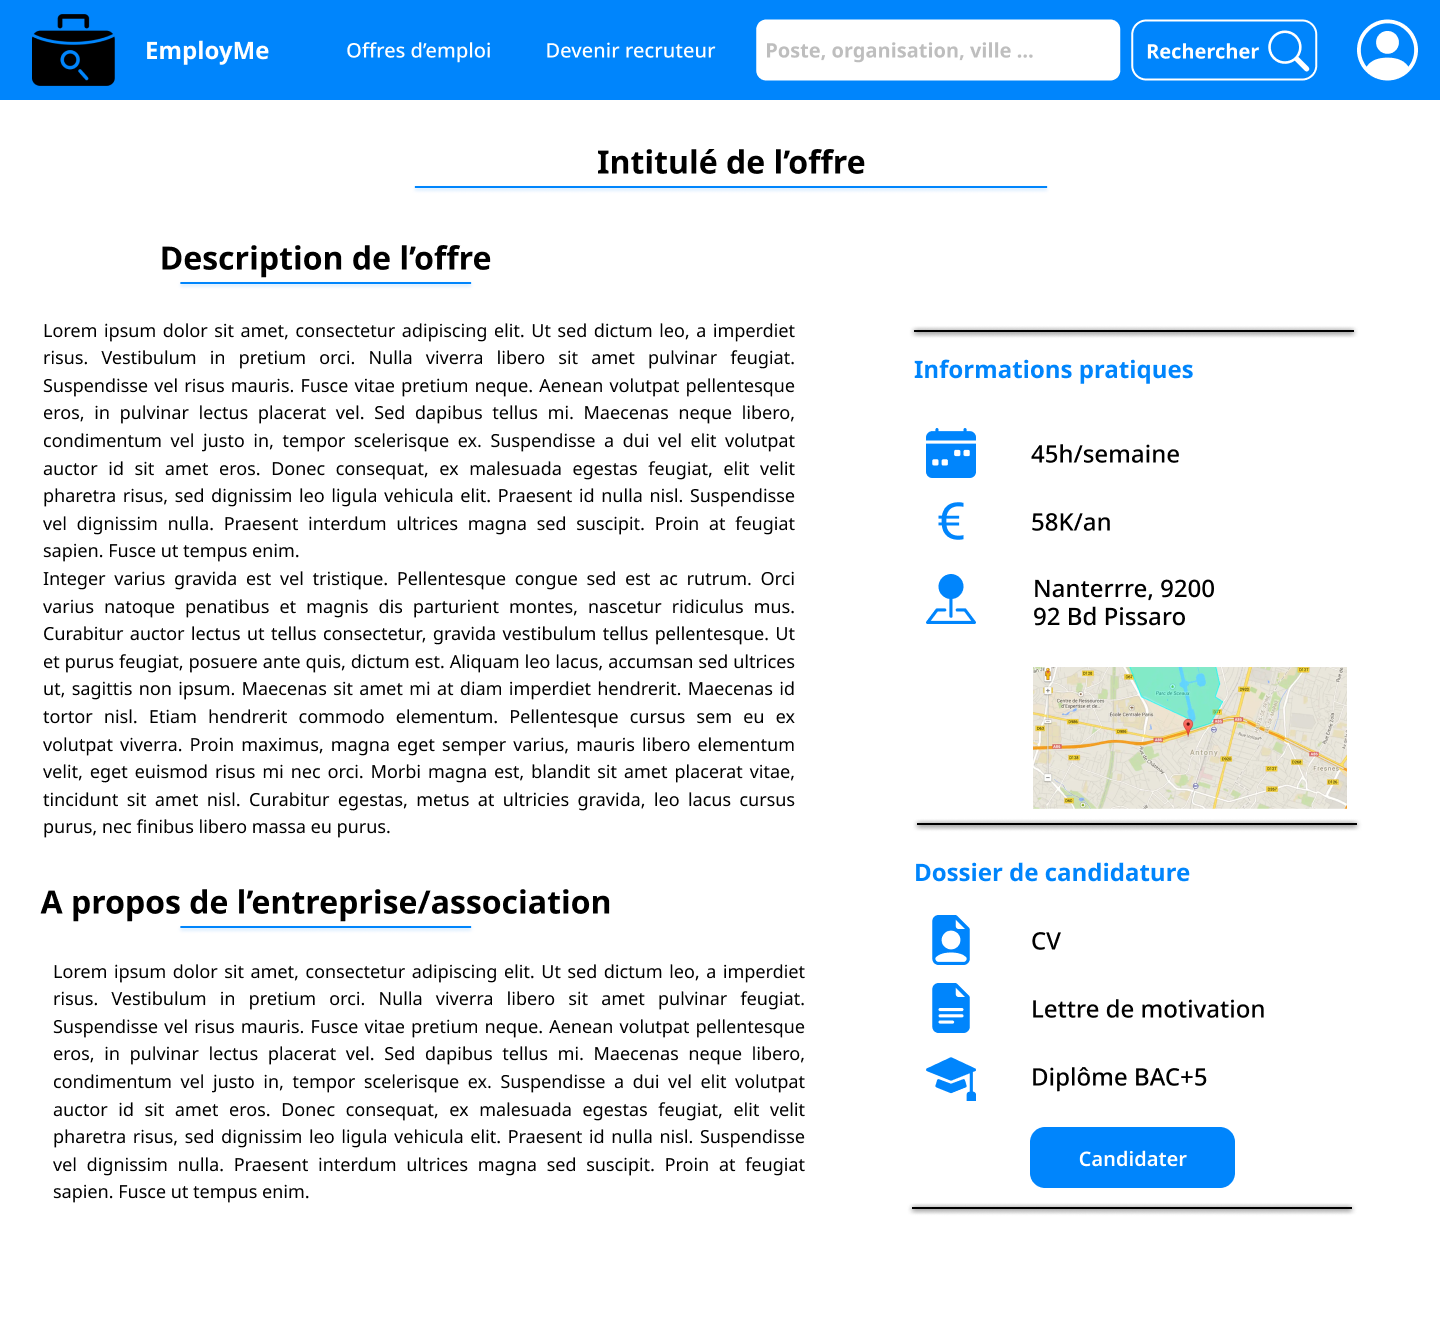 EmployMe
Offres d’emploi
Devenir recruteur
Poste, organisation, ville ...
Rechercher
Intitulé de l’offre
Description de l’offre
Lorem ipsum dolor sit amet, consectetur adipiscing elit. Ut sed dictum leo, a imperdiet
risus. Vestibulum in pretium orci. Nulla viverra libero sit amet pulvinar feugiat.
Suspendisse vel risus mauris. Fusce vitae pretium neque. Aenean volutpat pellentesque
eros, in pulvinar lectus placerat vel. Sed dapibus tellus mi. Maecenas neque libero,
condimentum vel justo in, tempor scelerisque ex. Suspendisse a dui vel elit volutpat
auctor id sit amet eros. Donec consequat, ex malesuada egestas feugiat, elit velit
pharetra risus, sed dignissim leo ligula vehicula elit. Praesent id nulla nisl. Suspendisse
vel dignissim nulla. Praesent interdum ultrices magna sed suscipit. Proin at feugiat
sapien. Fusce ut tempus enim.
Integer varius gravida est vel tristique. Pellentesque congue sed est ac rutrum. Orci
varius natoque penatibus et magnis dis parturient montes, nascetur ridiculus mus.
Curabitur auctor lectus ut tellus consectetur, gravida vestibulum tellus pellentesque. Ut
et purus feugiat, posuere ante quis, dictum est. Aliquam leo lacus, accumsan sed ultrices
ut, sagittis non ipsum. Maecenas sit amet mi at diam imperdiet hendrerit. Maecenas id
tortor nisl. Etiam hendrerit commodo elementum. Pellentesque cursus sem eu ex
volutpat viverra. Proin maximus, magna eget semper varius, mauris libero elementum
velit, eget euismod risus mi nec orci. Morbi magna est, blandit sit amet placerat vitae,
tincidunt sit amet nisl. Curabitur egestas, metus at ultricies gravida, leo lacus cursus
purus, nec finibus libero massa eu purus.
A propos de l’entreprise/association
Lorem ipsum dolor sit amet, consectetur adipiscing elit. Ut sed dictum leo, a imperdiet
risus. Vestibulum in pretium orci. Nulla viverra libero sit amet pulvinar feugiat.
Suspendisse vel risus mauris. Fusce vitae pretium neque. Aenean volutpat pellentesque
eros, in pulvinar lectus placerat vel. Sed dapibus tellus mi. Maecenas neque libero,
condimentum vel justo in, tempor scelerisque ex. Suspendisse a dui vel elit volutpat
auctor id sit amet eros. Donec consequat, ex malesuada egestas feugiat, elit velit
pharetra risus, sed dignissim leo ligula vehicula elit. Praesent id nulla nisl. Suspendisse
vel dignissim nulla. Praesent interdum ultrices magna sed suscipit. Proin at feugiat
sapien. Fusce ut tempus enim.
Informations pratiques
45h/semaine
€
58K/an
Nanterrre, 9200
92 Bd Pissaro
Parc de Sceaux
Centre de Ressources
d'Expertise et de...
École Centrale Paris
Antony
Fresnes
Dossier de candidature
CV
Lettre de motivation
Diplôme BAC+5
Candidater